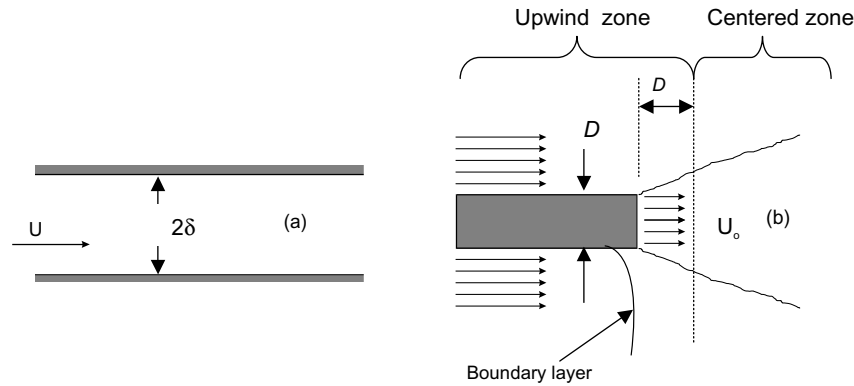 Upwind zone
Centered zone
D
D
U
2δ
(a)
Uo
(b)
Boundary layer